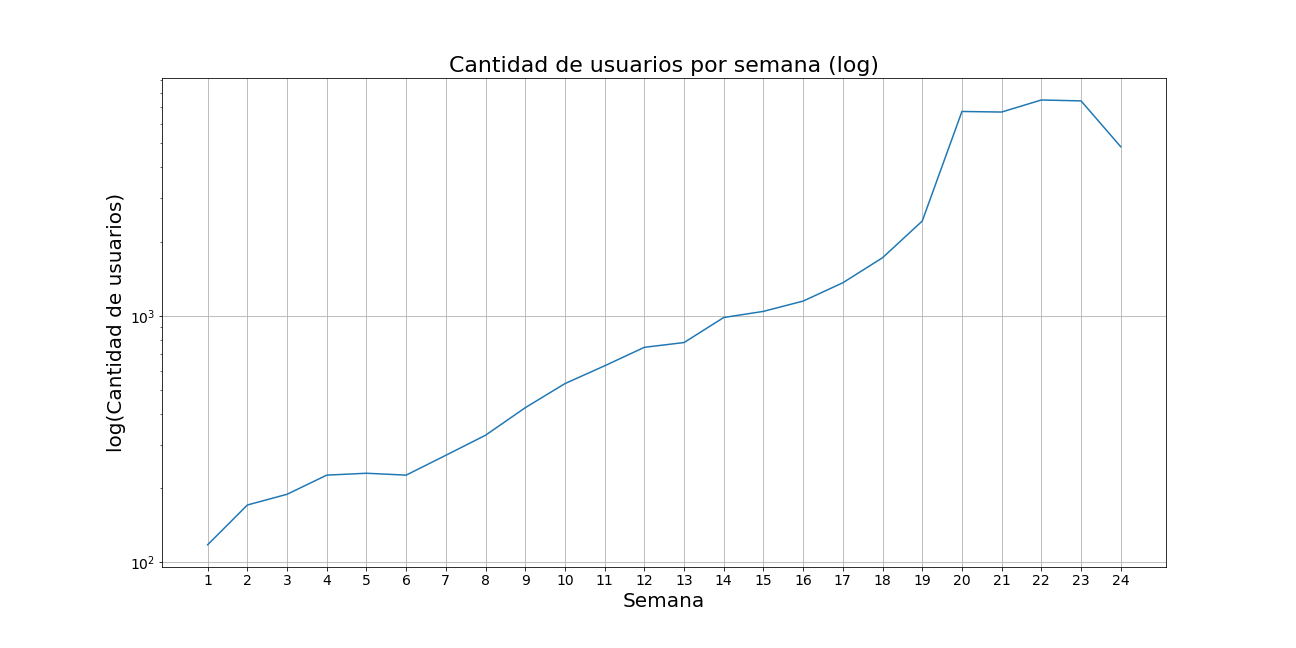 Cantidad de usuarios por semana (log)
log(Cantidad de usuarios)
10³
10²
1 2 3 4 5 6 7 8 9 10 11 12 13 14 15 16 17 18 19 20 21 22 23 24
Semana